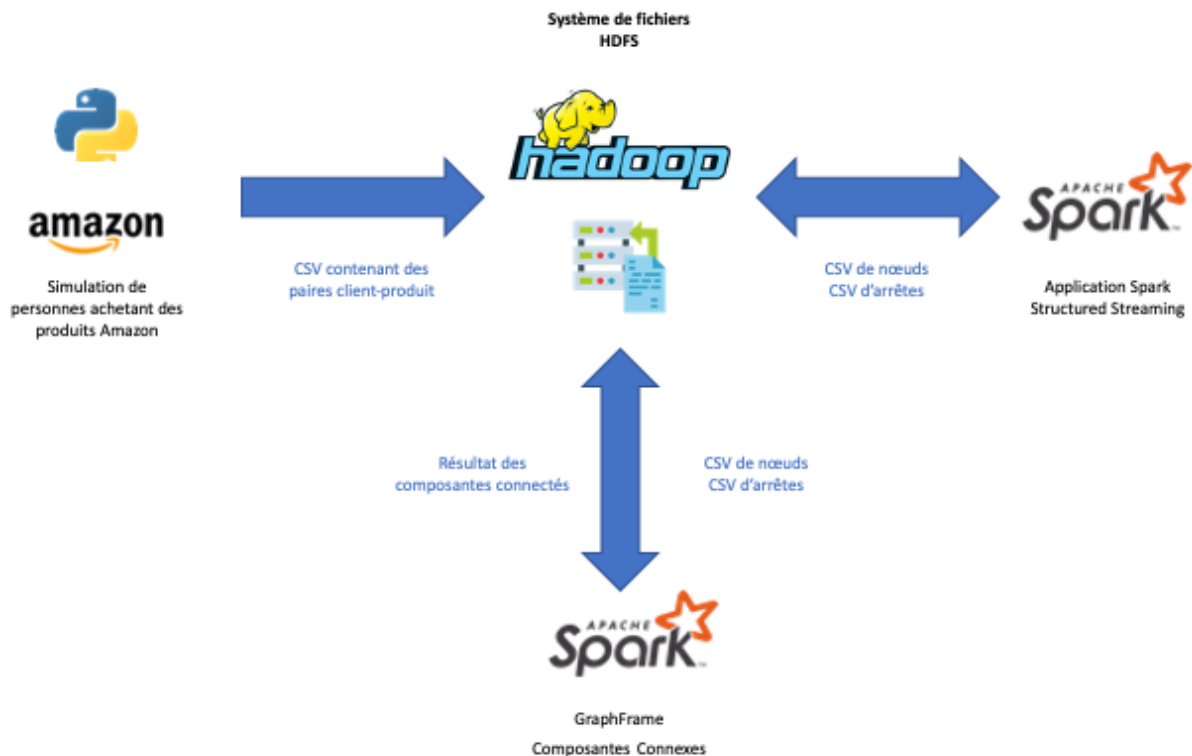 Système de fichiers
HDFS
hadoop
amazon
Simulation de
personnes achetant des
produits Amazon
CSV contenant des
paires client-produit
CSV de nœuds
CSV d'arrêtes
APACHE
Spark
Application Spark
Structured Streaming
Résultat des
composantes connectés
CSV de nœuds
CSV d'arrêtes
APACHE
Spark
GraphFrame
Composantes Connexes